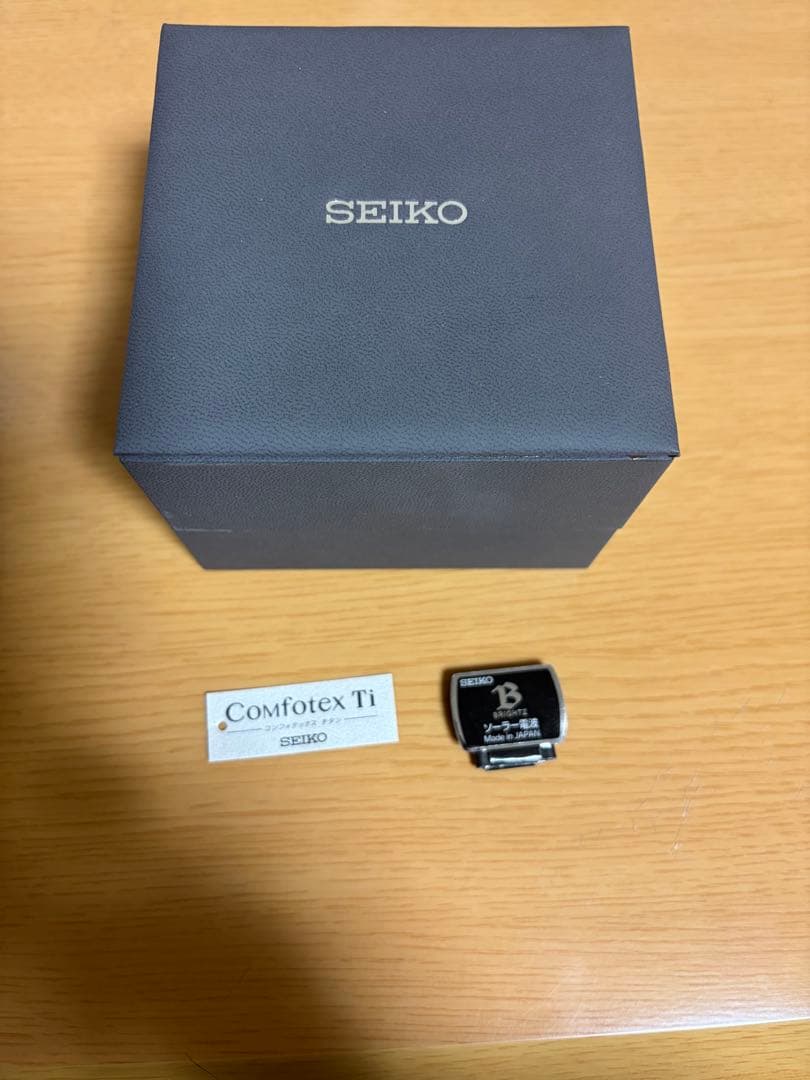 SEIKO
COMFOTEX Ti
コンフォテックス チタン
SEIKO
SEIKO
B
BRIGHTZ
ソーラー電波
Made in JAPAN